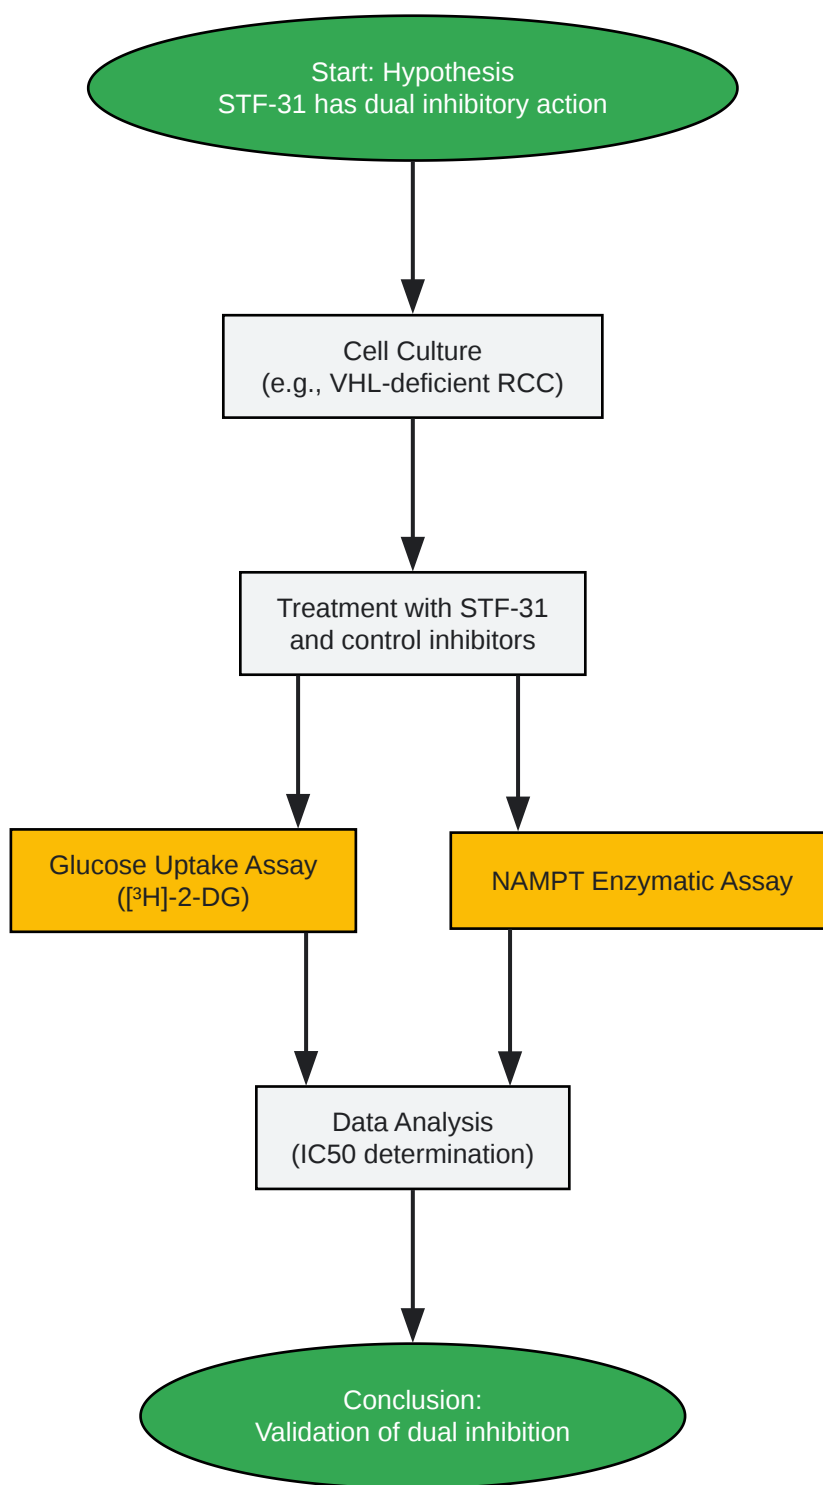 Start: Hypothesis
STF-31 has dual inhibitory action
Cell Culture
(e.g., VHL-deficient RCC)
Treatment with STF-31
and control inhibitors
Glucose Uptake Assay
([³H]-2-DG)
NAMPT Enzymatic Assay
Data Analysis
(IC50 determination)
Conclusion:
Validation of dual inhibition